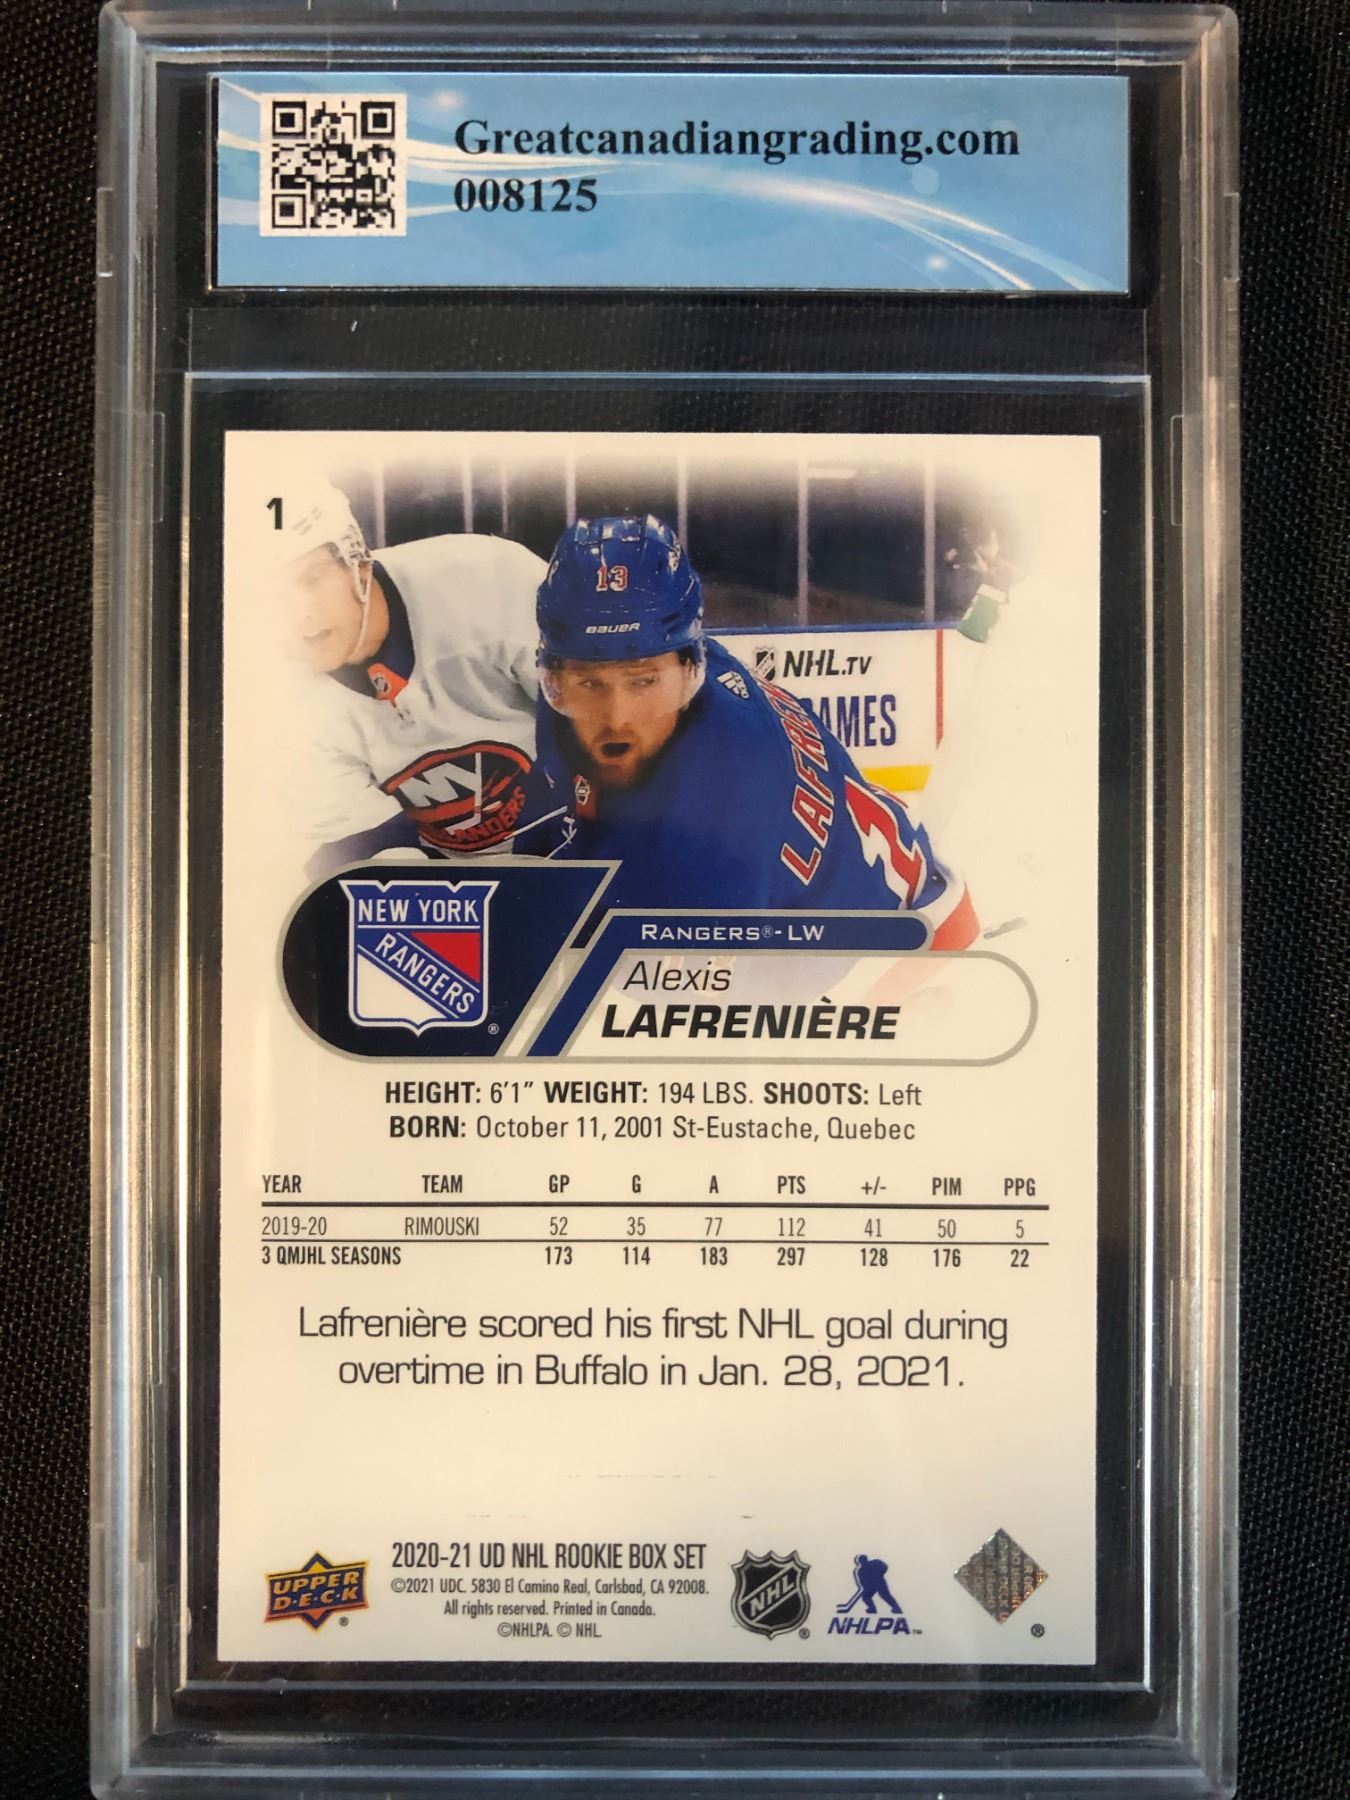 Greatcanadiangrading.com
008125
1
13
BAUER
NHL.TV
AMES
LAFREN
1
NY
ISLANDERS
NEW YORK
RANGERS
®
RANGERS®-LW
Alexis
LAFRENIÈRE
HEIGHT: 6'1" WEIGHT: 194 LBS. SHOOTS: Left
BORN: October 11, 2001 St-Eustache, Quebec
YEAR TEAM GP G A PTS +/- PIM PPG
2019-20 RIMOUSKI 52 35 77 112 41 50 5
3 QMJHL SEASONS 173 114 183 297 128 176 22
Lafrenière scored his first NHL goal during
overtime in Buffalo in Jan. 28, 2021.
UPPER
D·E·C·K
®
2020-21 UD NHL ROOKIE BOX SET
©2021 UDC. 5830 El Camino Real, Carlsbad, CA 92008.
All rights reserved. Printed in Canada.
©NHLPA. © NHL.
NHL
®
NHLPA™
®